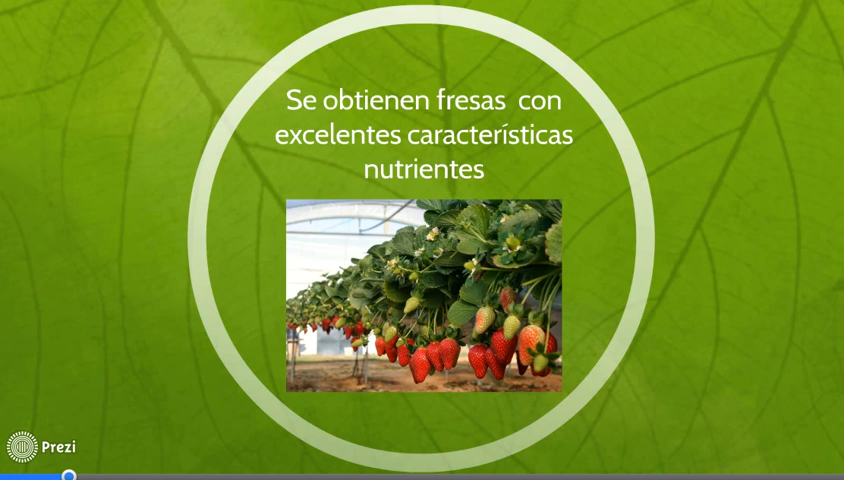 Se obtienen fresas con
excelentes características
nutrientes
Prezi